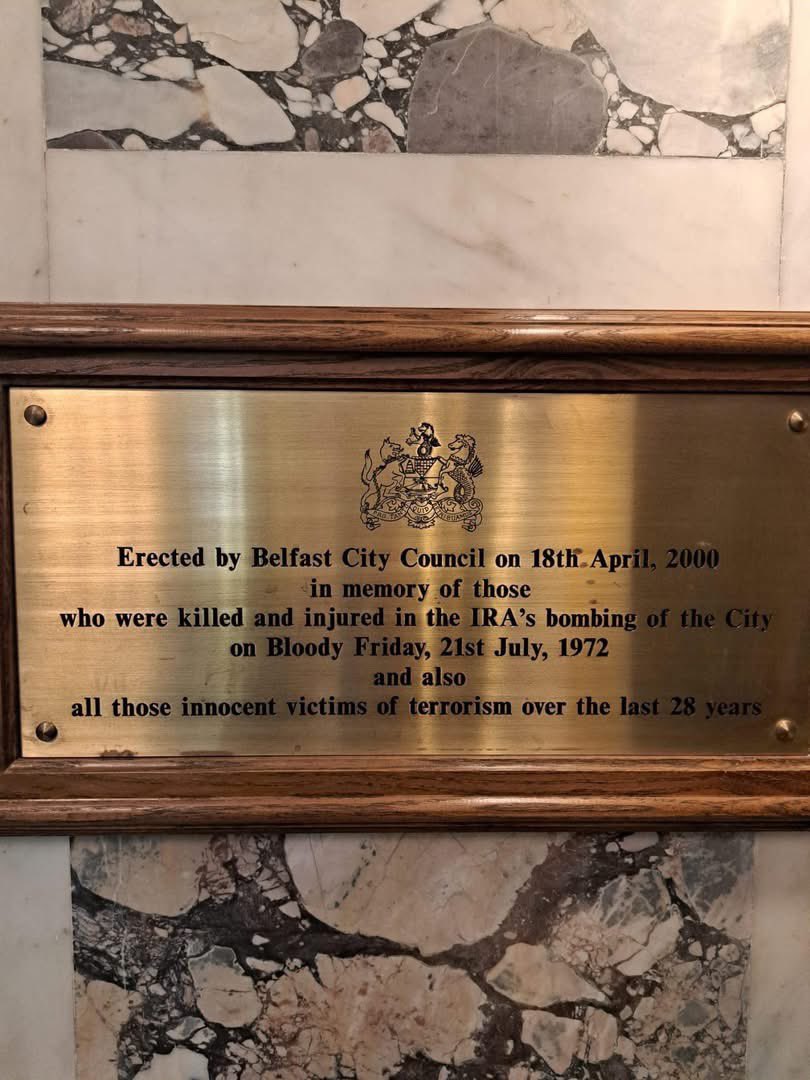 QUID
Erected by Belfast City Council on 18th April, 2000
in memory of those
who were killed and injured in the IRA's bombing of the City
on Bloody Friday, 21st July, 1972
and also
all those innocent victims of terrorism over the last 28 years